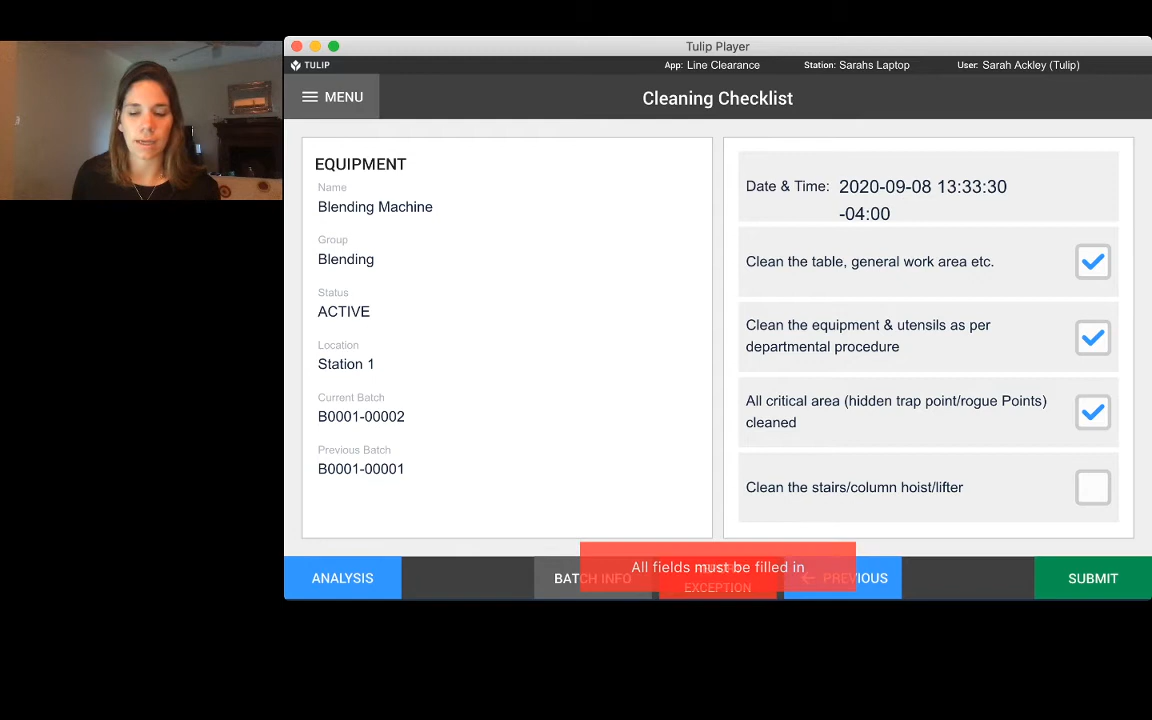 Tulip Player
TULIP
App: Line Clearance
Station: Sarahs Laptop
User: Sarah Ackley (Tulip)
MENU
Cleaning Checklist
EQUIPMENT
Name
Blending Machine
Group
Blending
Status
ACTIVE
Location
Station 1
Current Batch
B0001-00002
Previous Batch
B0001-00001
Date & Time: 2020-09-08 13:33:30
-04:00
Clean the table, general work area etc.
Clean the equipment & utensils as per
departmental procedure
All critical area (hidden trap point/rogue Points)
cleaned
Clean the stairs/column hoist/lifter
All fields must be filled in
ANALYSIS
BATCH INFO
EXCEPTION
PREVIOUS
SUBMIT